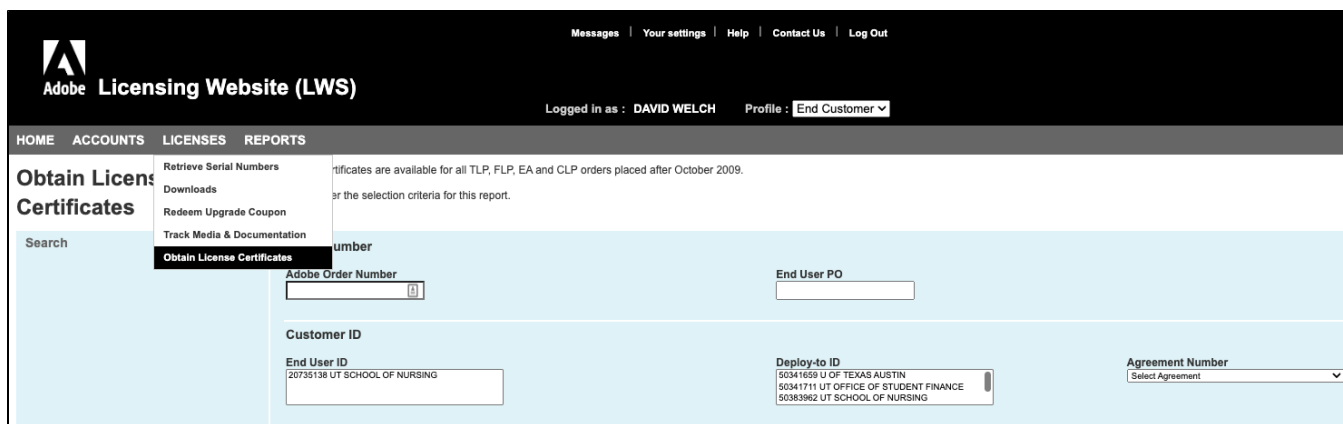 Messages | Your settings | Help | Contact Us | Log Out
Adobe Licensing Website (LWS)
Logged in as : DAVID WELCH Profile : End Customer
HOME ACCOUNTS LICENSES REPORTS
Obtain Licens
Certificates
Retrieve Serial Numbers
Downloads
Redeem Upgrade Coupon
Track Media & Documentation
Obtain License Certificates
rtificates are available for all TLP, FLP, EA and CLP orders placed after October 2009.
er the selection criteria for this report.
Search
umber
Adobe Order Number End User PO
Customer ID
End User ID Deploy-to ID Agreement Number
20735138 UT SCHOOL OF NURSING 50341659 U OF TEXAS AUSTIN Select Agreement
50341711 UT OFFICE OF STUDENT FINANCE
50383962 UT SCHOOL OF NURSING